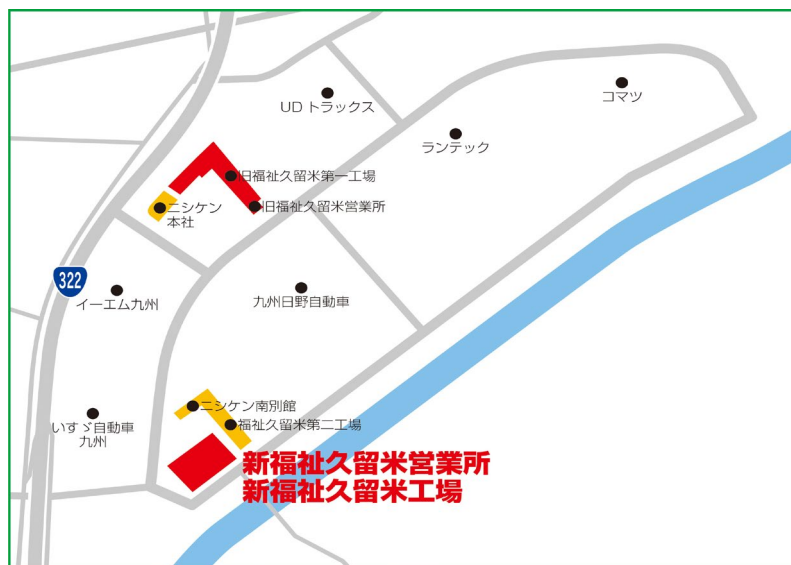 コマツ
UD トラックス
ランテック
旧福祉久留米第一工場
旧福祉久留米営業所
ニシケン
本社
322
イーエム九州
九州日野自動車
ニシケン南別館
福祉久留米第二工場
いすゞ自動車
九州
新福祉久留米営業所
新福祉久留米工場